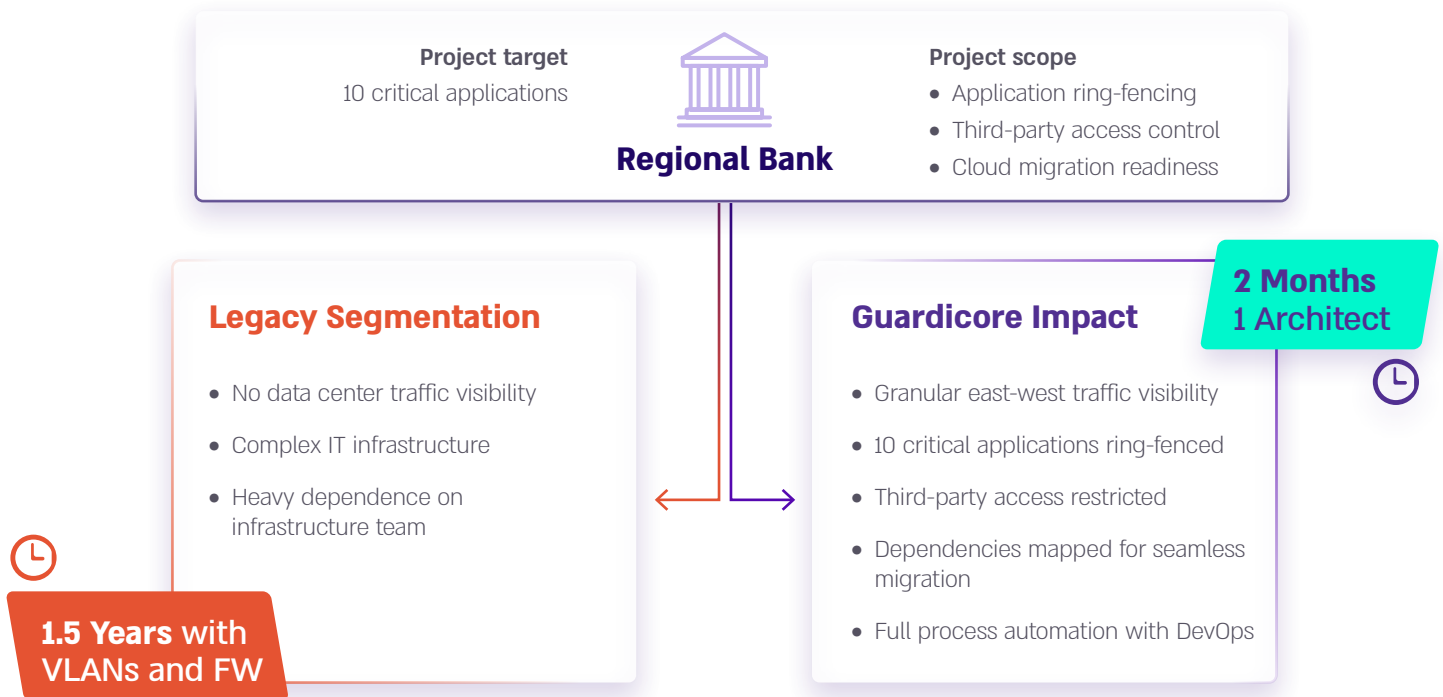 Project target
10 critical applications
Regional Bank
Project scope
• Application ring-fencing
• Third-party access control
• Cloud migration readiness
Legacy Segmentation
• No data center traffic visibility
• Complex IT infrastructure
• Heavy dependence on
infrastructure team
1.5 Years with
VLANs and FW
Guardicore Impact
2 Months
1 Architect
• Granular east-west traffic visibility
• 10 critical applications ring-fenced
• Third-party access restricted
• Dependencies mapped for seamless
migration
• Full process automation with DevOps